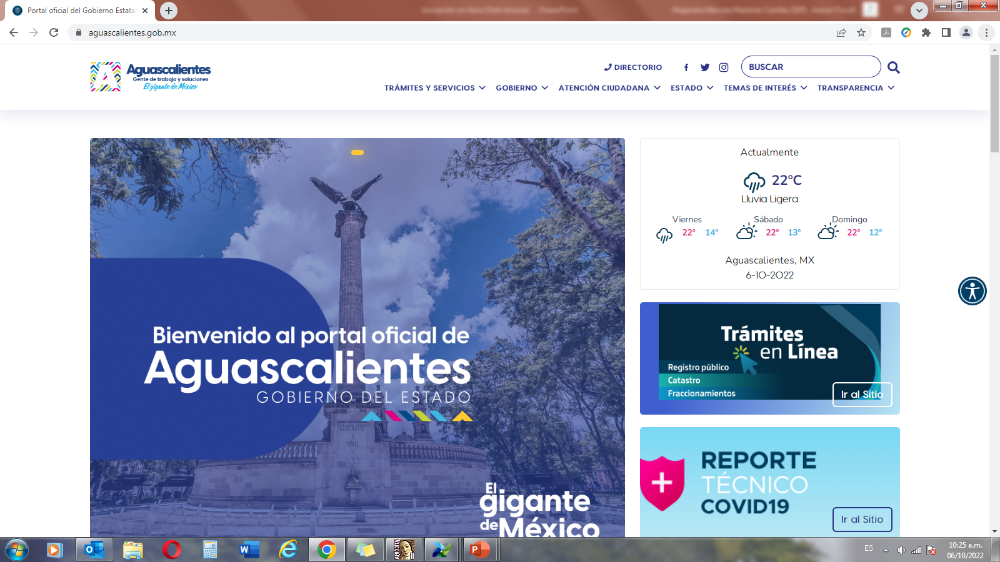 Portal oficial del Gobierno Estata
aguascalientes.gob.mx
Aguascalientes
Gente de trabajo y soluciones
El gigante de México
DIRECTORIO
BUSCAR
TRÁMITES Y SERVICIOS
GOBIERNO
ATENCIÓN CIUDADANA
ESTADO
TEMAS DE INTERÉS
TRANSPARENCIA
Bienvenido al portal oficial de
Aguascalientes
GOBIERNO DEL ESTADO
El
gigante
de México
Actualmente
22°C
Lluvia Ligera
Viernes
22° 14°
Sábado
22° 13°
Domingo
22° 12°
Aguascalientes, MX
6-10-2022
Trámites
en Línea
Registro público
Catastro
Fraccionamientos
Ir al Sitio
REPORTE
TÉCNICO
COVID19
Ir al Sitio
AFRODITA
ES
10:25 a.m.
06/10/2022